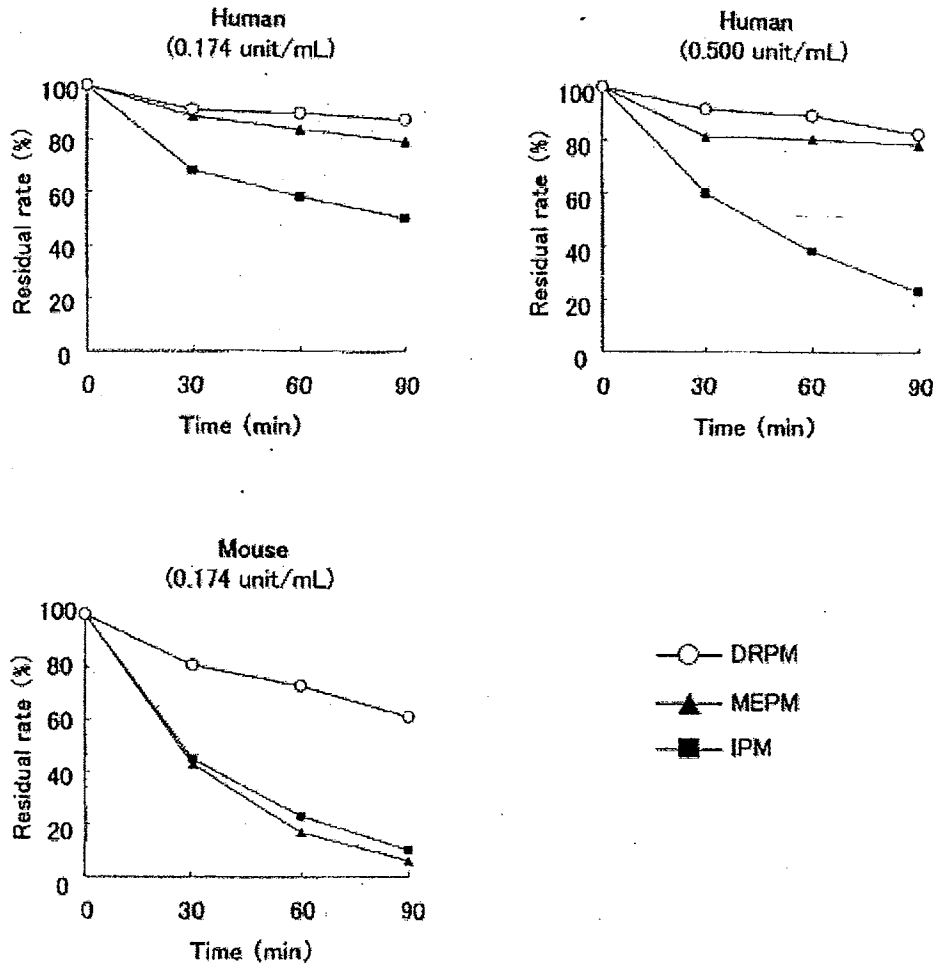 Human
(0.174 unit/mL)
Residual rate (%)
100
80
60
40
20
0
0 30 60 90
Time (min)
Human
(0.500 unit/mL)
Residual rate (%)
100
80
60
40
20
0
0 30 60 90
Time (min)
Mouse
(0.174 unit/mL)
Residual rate (%)
100
80
60
40
20
0
0 30 60 90
Time (min)
DRPM
MEPM
IPM